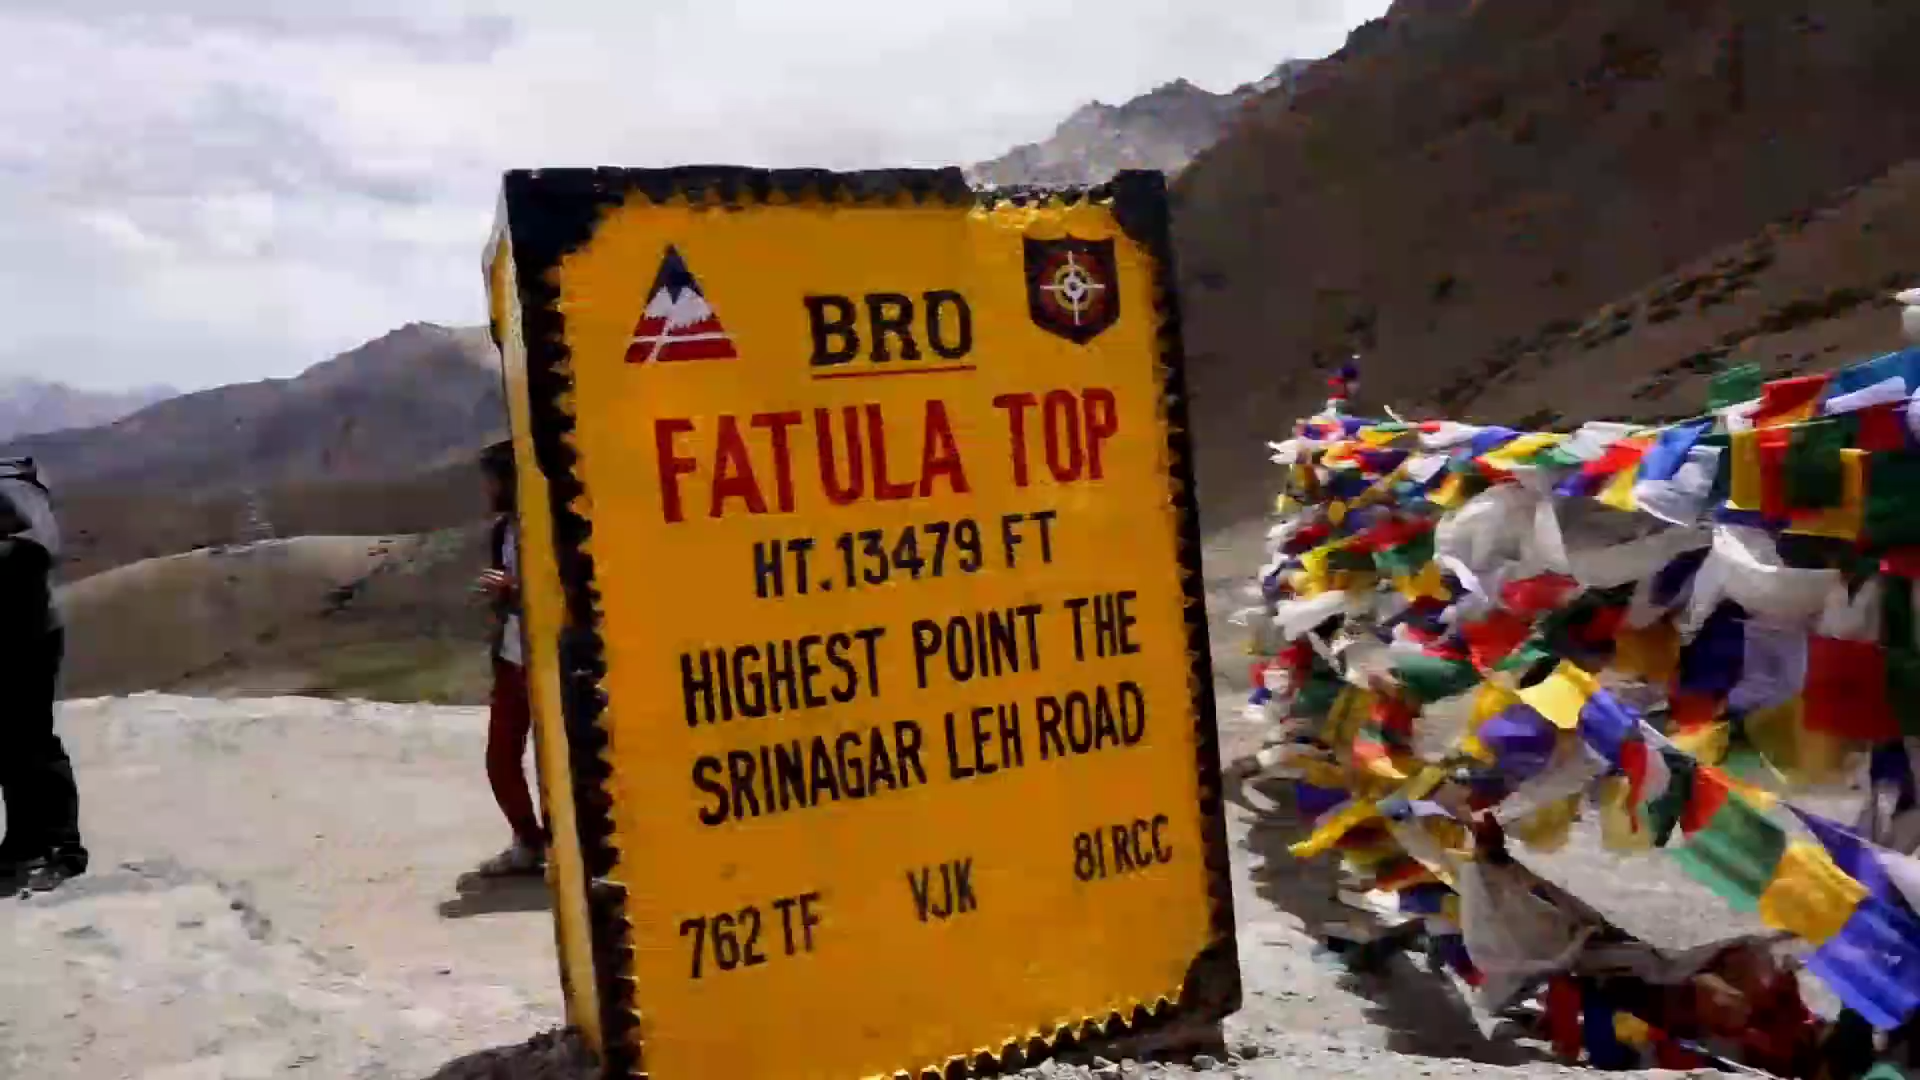 BRO
FATULA TOP
HT.13479 FT
HIGHEST POINT THE
SRINAGAR LEH ROAD
762 TF VJK 81 RCC